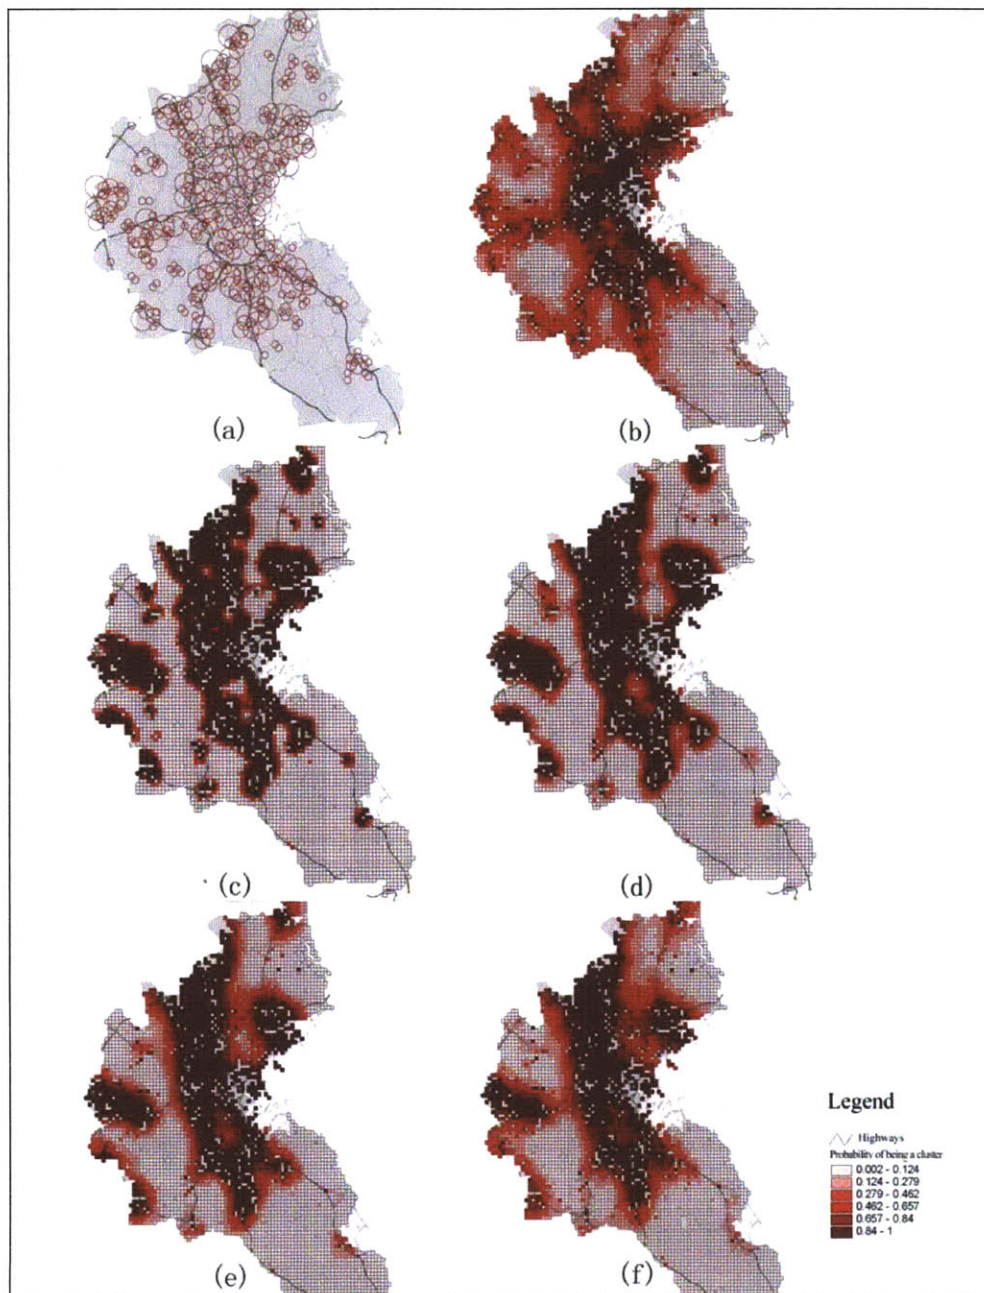 (a)
(b)
(c)
(d)
(e)
(f)
Legend
Highways
Probability of being a cluster
0.002 - 0.124
0.124 - 0.279
0.279 - 0.462
0.462 - 0.657
0.657 - 0.84
0.84 - 1